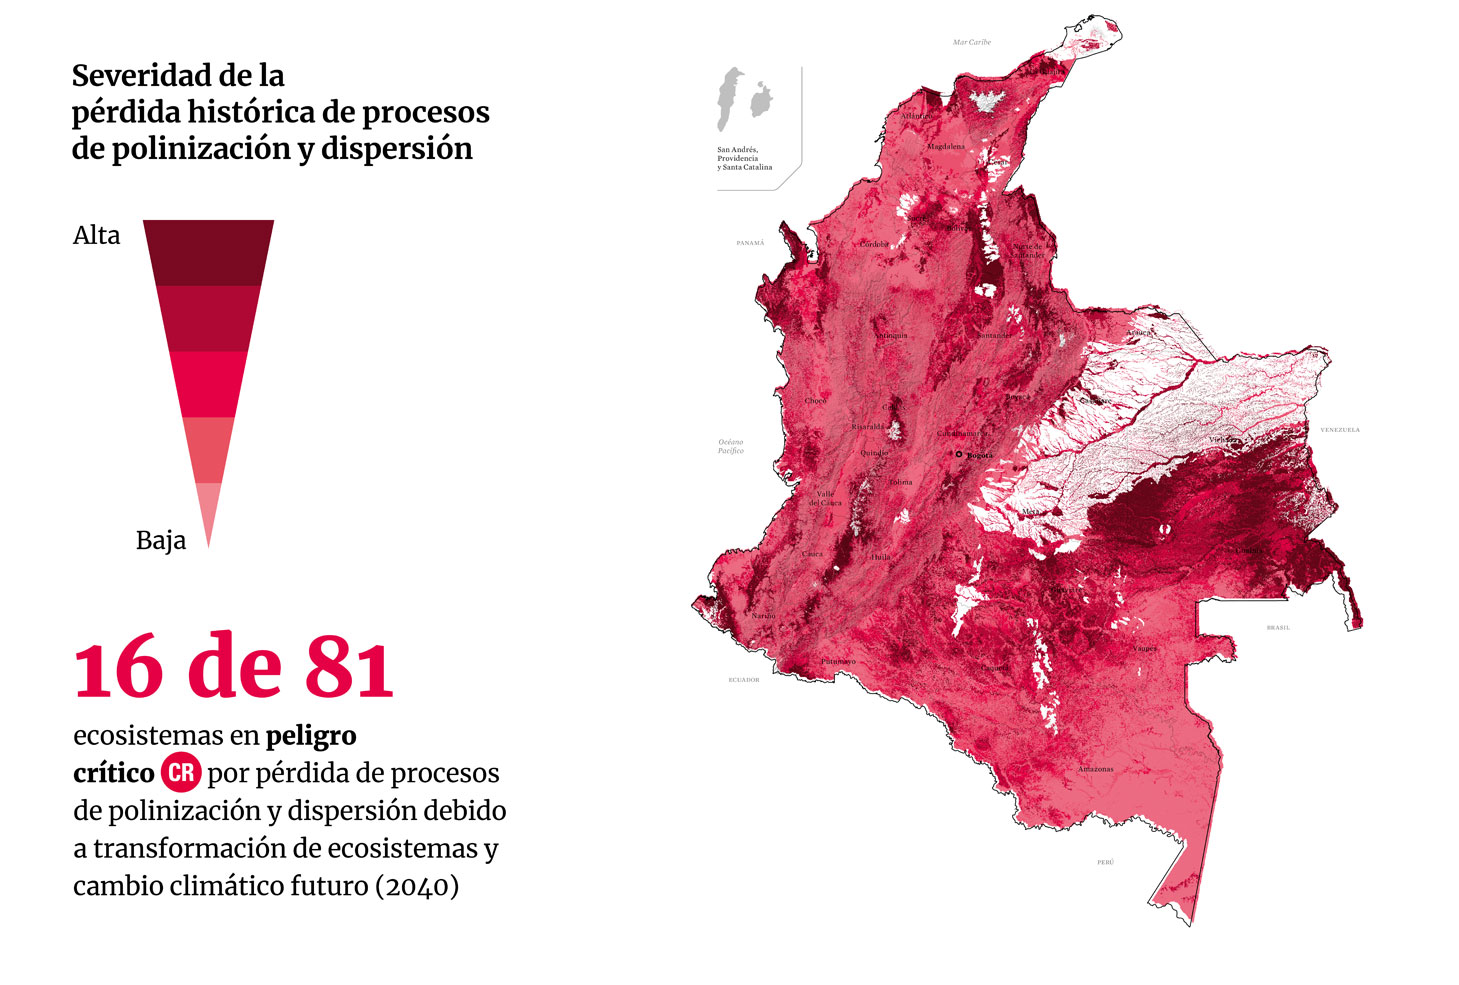 Severidad de la
pérdida histórica de procesos
de polinización y dispersión
Alta
Baja
16 de 81
ecosistemas en peligro
crítico CR por pérdida de procesos
de polinización y dispersión debido
a transformación de ecosistemas y
cambio climático futuro (2040)
Mar Caribe
San Andrés,
Providencia
y Santa Catalina
Atlántico
Magdalena
Cesar
PANAMÁ
Sucre
Córdoba
Bolívar
Norte de
Santander
Antioquia
Santander
Arauca
Chocó
Boyacá
Casanare
Risaralda
Cundinamarca
Océano
Pacífico
Quindío
Bogotá
Vichada
VENEZUELA
Tolima
Valle
del Cauca
Meta
Cauca
Huila
Guainía
Guaviare
Nariño
BRASIL
Vaupés
Putumayo
Caquetá
ECUADOR
Amazonas
PERÚ